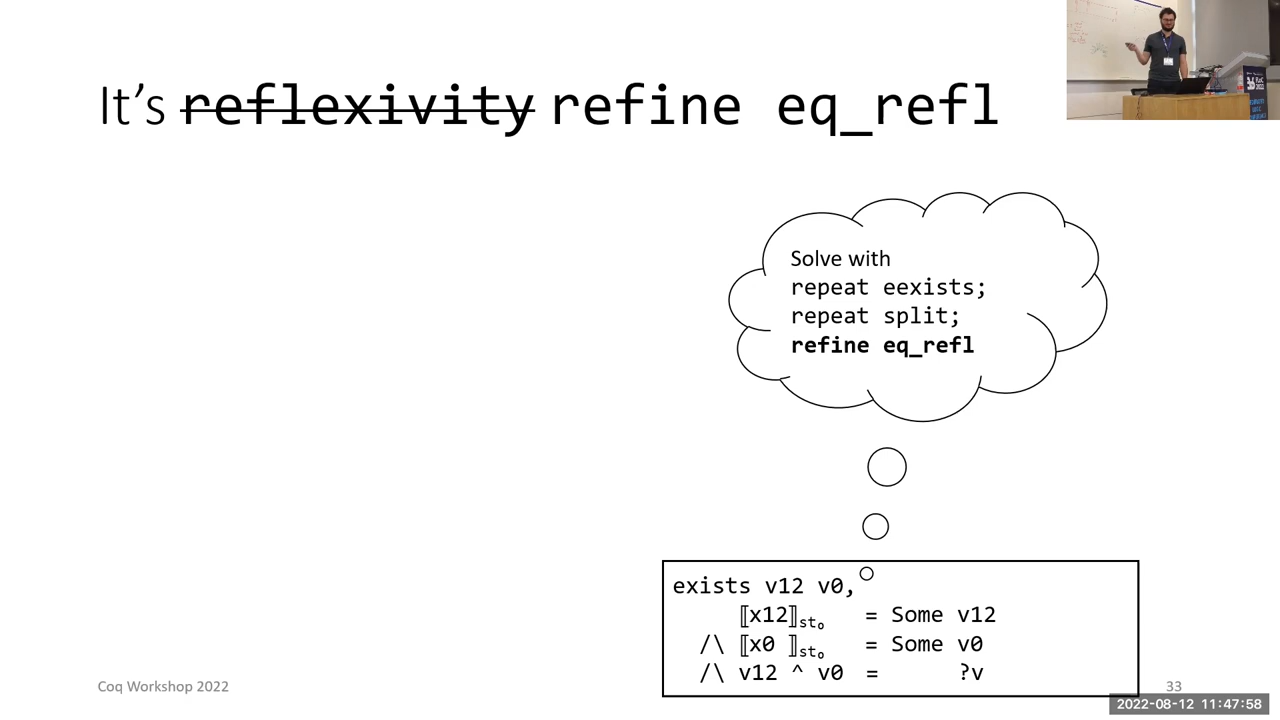 It's reflexivity refine eq_refl
Solve with
repeat eexists;
repeat split;
refine eq_refl
exists v12 v0,
⟦x12⟧st₀ = Some v12
/\ ⟦x0 ⟧st₀ = Some v0
/\ v12 ^ v0 = ?v
Coq Workshop 2022
33
2022-08-12 11:47:58